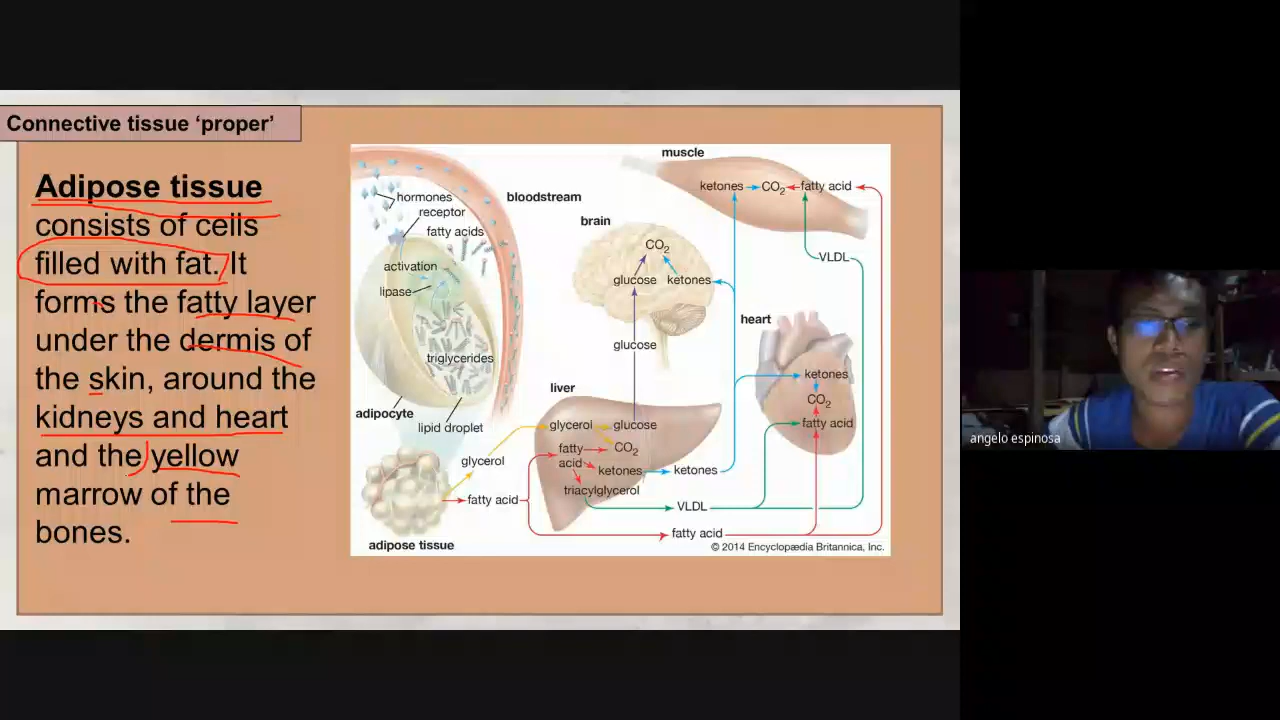 Connective tissue ‘proper’
Adipose tissue
consists of cells
filled with fat. It
forms the fatty layer
under the dermis of
the skin, around the
kidneys and heart
and the yellow
marrow of the
bones.
hormones
receptor
fatty acids
activation
lipase
triglycerides
adipocyte
lipid droplet
bloodstream
brain
CO2
glucose
ketones
glucose
muscle
ketones
CO2
fatty acid
VLDL
heart
ketones
CO2
fatty acid
liver
glycerol
glucose
fatty
acid
CO2
ketones
triacylglycerol
ketones
glycerol
fatty acid
VLDL
fatty acid
adipose tissue
© 2014 Encyclopædia Britannica, Inc.
angelo espinosa